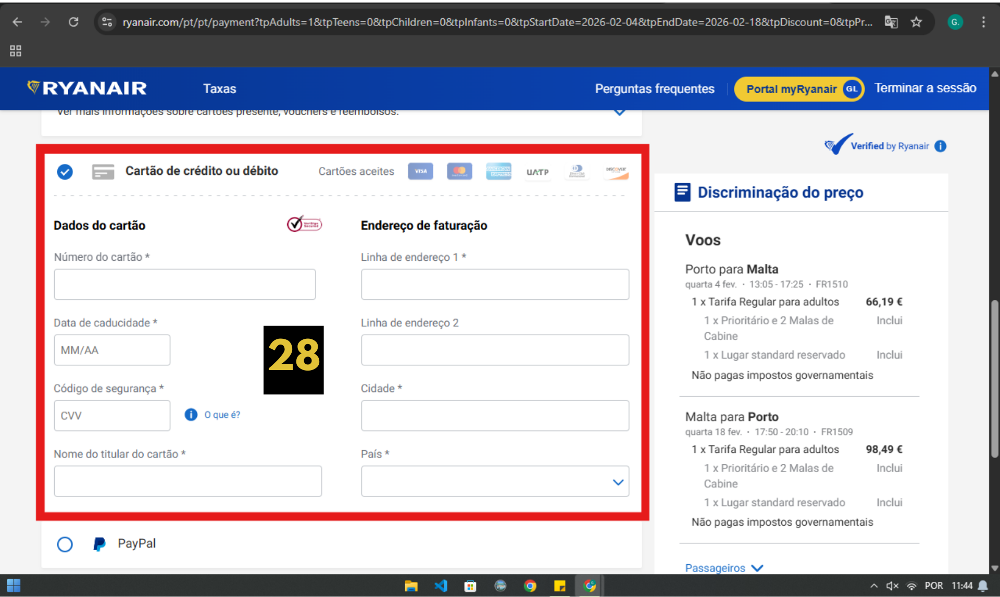 ryanair.com/pt/pt/payment?tpAdults=1&tpTeens=0&tpChildren=0&tpInfants=0&tpStartDate=2026-02-04&tpEndDate=2026-02-18&tpDiscount=0&tpPr...
G.
RYANAIR
Taxas
Perguntas frequentes
Portal myRyanair GL
Terminar a sessão
Ver mais informações sobre cartões presente, vouchers e reembolsos.
Verified by Ryanair
Cartão de crédito ou débito
Cartões aceites
VISA
AMERICAN EXPRESS
UATP
Diners Club International
DISCOVER
Dados do cartão
VeriSign Secured
Número do cartão *
Data de caducidade *
MM/AA
Código de segurança *
CVV
O que é?
Nome do titular do cartão *
28
Endereço de faturação
Linha de endereço 1 *
Linha de endereço 2
Cidade *
País *
PayPal
Discriminação do preço
Voos
Porto para Malta
quarta 4 fev. · 13:05 - 17:25 · FR1510
1 x Tarifa Regular para adultos 66,19 €
1 x Prioritário e 2 Malas de Cabine Inclui
1 x Lugar standard reservado Inclui
Não pagas impostos governamentais
Malta para Porto
quarta 18 fev. · 17:50 - 20:10 · FR1509
1 x Tarifa Regular para adultos 98,49 €
1 x Prioritário e 2 Malas de Cabine Inclui
1 x Lugar standard reservado Inclui
Não pagas impostos governamentais
Passageiros
POR 11:44